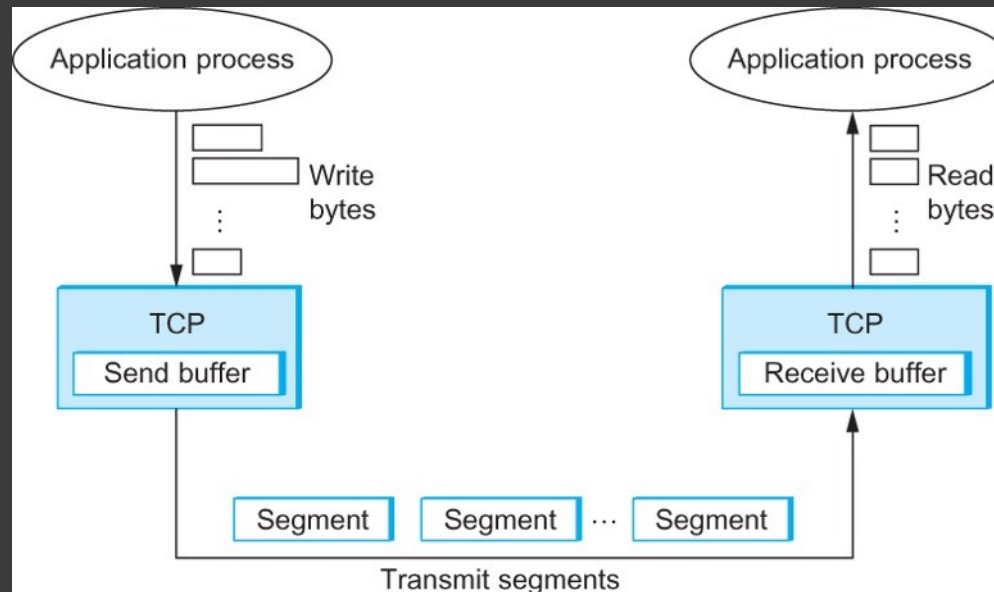 Application process
Application process
Write
bytes
⋮
Read
bytes
⋮
TCP
Send buffer
TCP
Receive buffer
Segment
Segment
...
Segment
Transmit segments